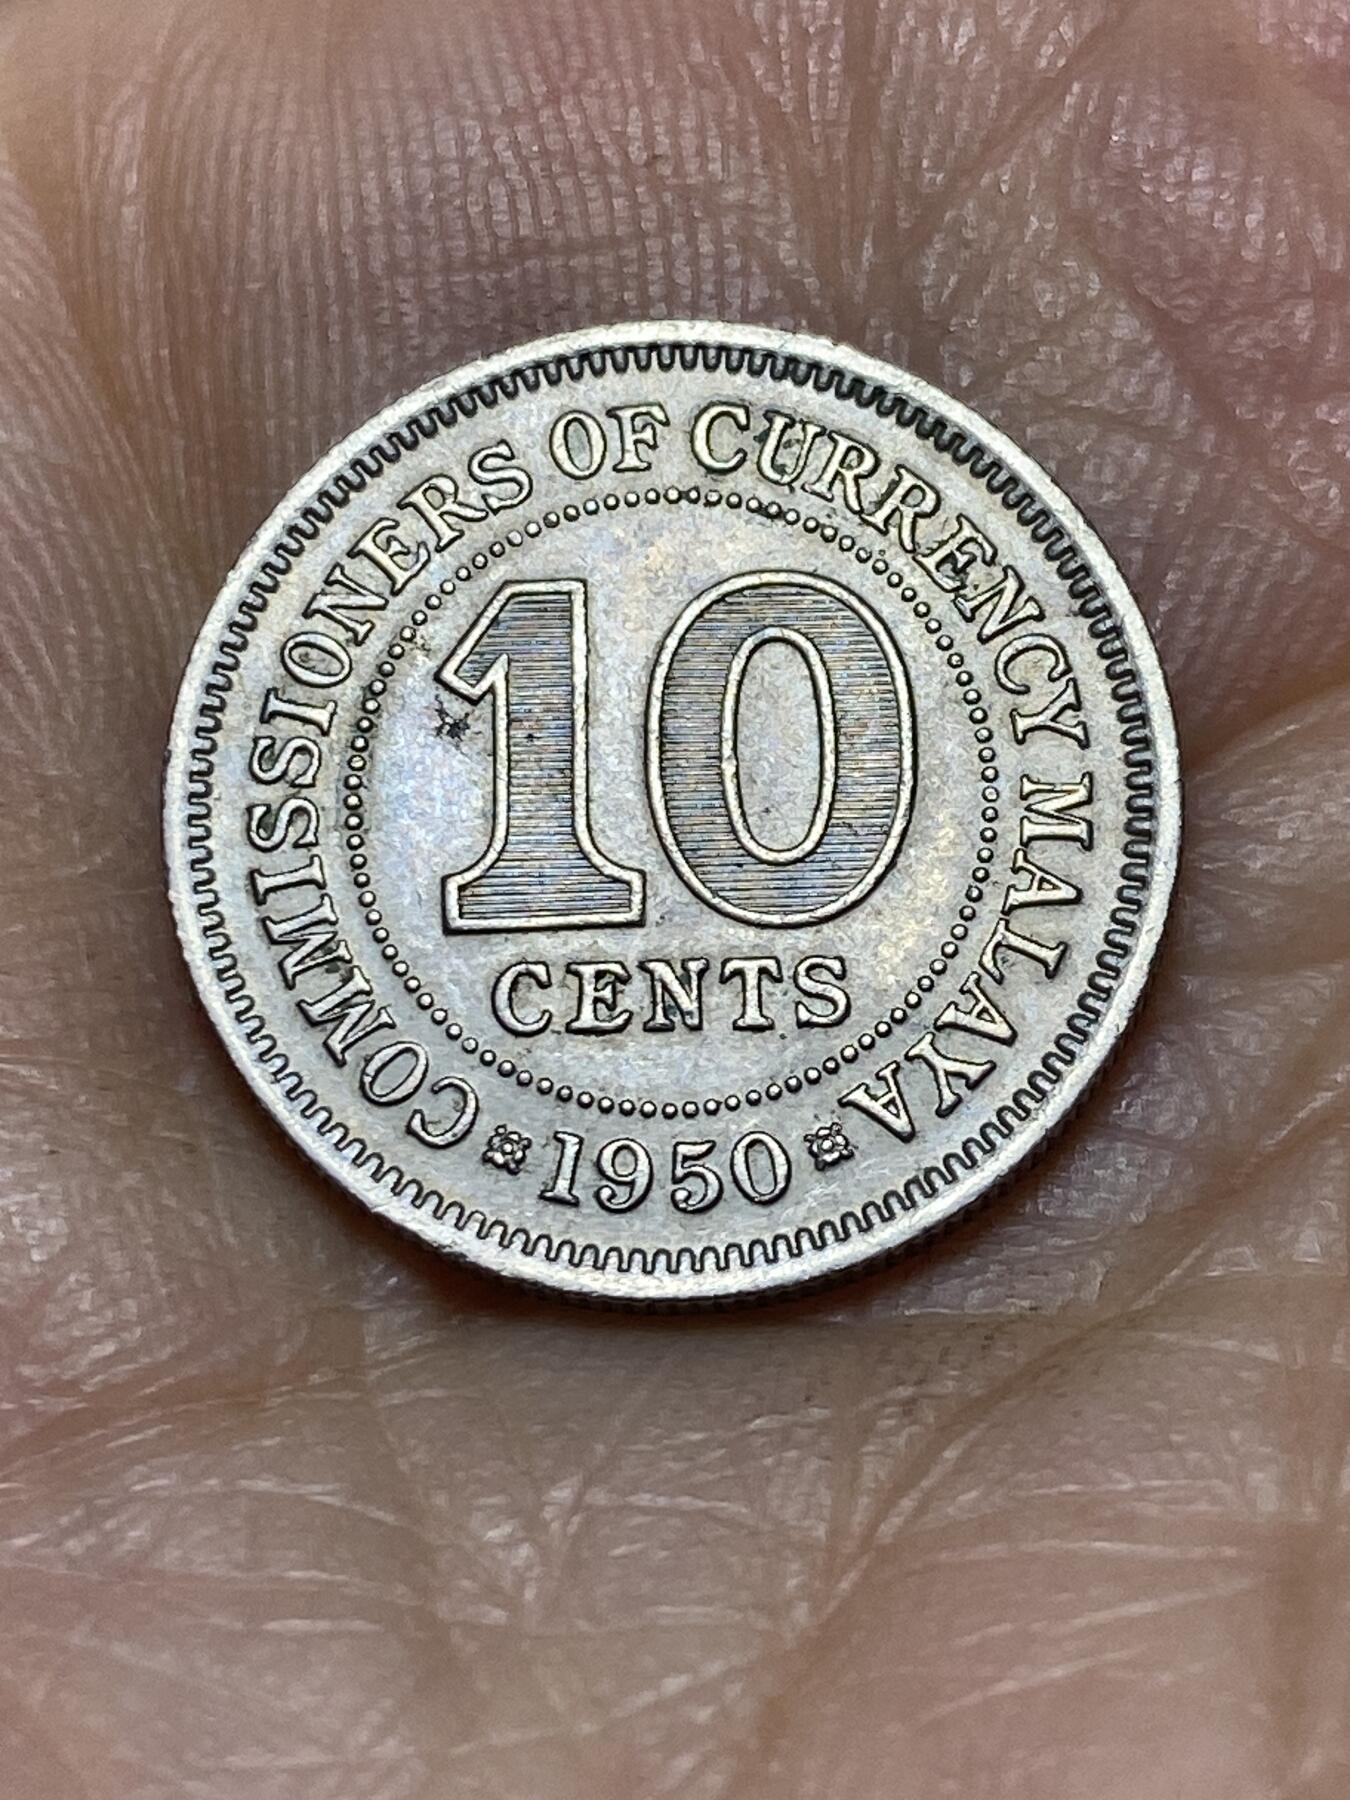 COMMISSIONERS OF CURRENCY MALAYA
10
CENTS
1950